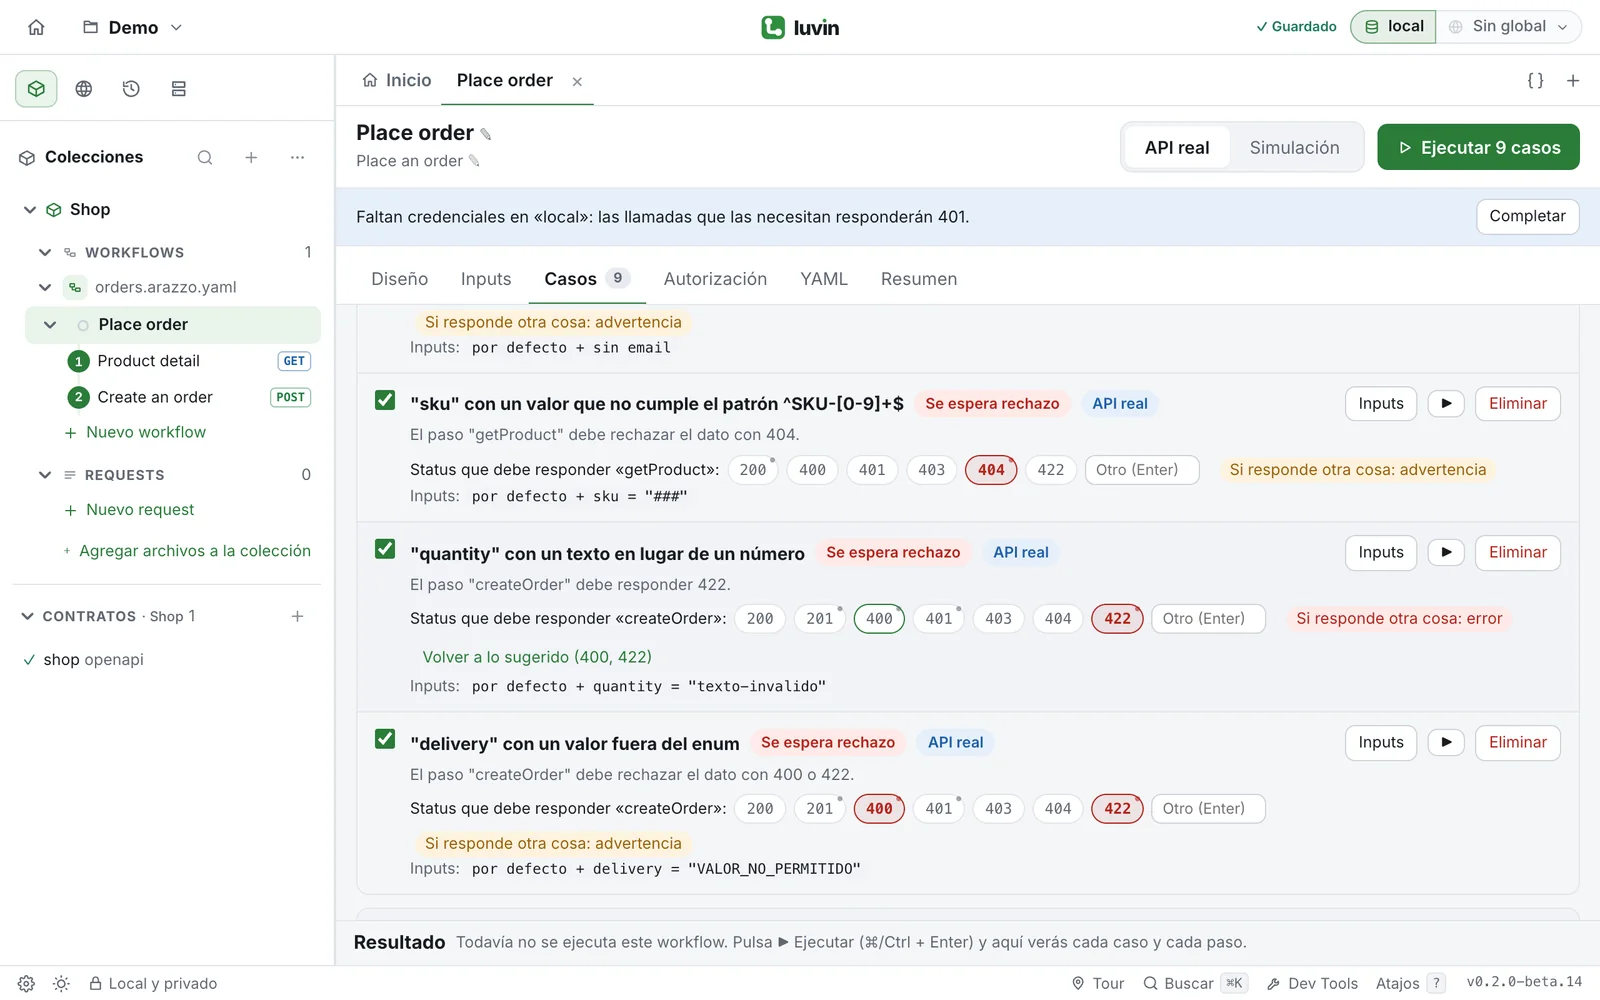 Demo
luvin
Guardado
local
Sin global
Inicio
Place order
Place order
Place an order
API real
Simulación
Ejecutar 9 casos
Faltan credenciales en «local»: las llamadas que las necesitan responderán 401.
Completar
Diseño
Inputs
Casos 9
Autorización
YAML
Resumen
Colecciones
Shop
WORKFLOWS 1
orders.arazzo.yaml
Place order
1 Product detail GET
2 Create an order POST
+ Nuevo workflow
REQUESTS 0
+ Nuevo request
+ Agregar archivos a la colección
CONTRATOS · Shop 1
shop openapi
Si responde otra cosa: advertencia
Inputs: por defecto + sin email
"sku" con un valor que no cumple el patrón ^SKU-[0-9]+$ Se espera rechazo API real Inputs Eliminar
El paso "getProduct" debe rechazar el dato con 404.
Status que debe responder «getProduct»: 200 400 401 403 404 422 Otro (Enter) Si responde otra cosa: advertencia
Inputs: por defecto + sku = "###"
"quantity" con un texto en lugar de un número Se espera rechazo API real Inputs Eliminar
El paso "createOrder" debe responder 422.
Status que debe responder «createOrder»: 200 201 400 401 403 404 422 Otro (Enter) Si responde otra cosa: error
Volver a lo sugerido (400, 422)
Inputs: por defecto + quantity = "texto-invalido"
"delivery" con un valor fuera del enum Se espera rechazo API real Inputs Eliminar
El paso "createOrder" debe rechazar el dato con 400 o 422.
Status que debe responder «createOrder»: 200 201 400 401 403 404 422 Otro (Enter)
Si responde otra cosa: advertencia
Inputs: por defecto + delivery = "VALOR_NO_PERMITIDO"
Resultado Todavía no se ejecuta este workflow. Pulsa ▶ Ejecutar (⌘/Ctrl + Enter) y aquí verás cada caso y cada paso.
Local y privado
Tour
Buscar ⌘K
Dev Tools
Atajos ?
v0.2.0-beta.14